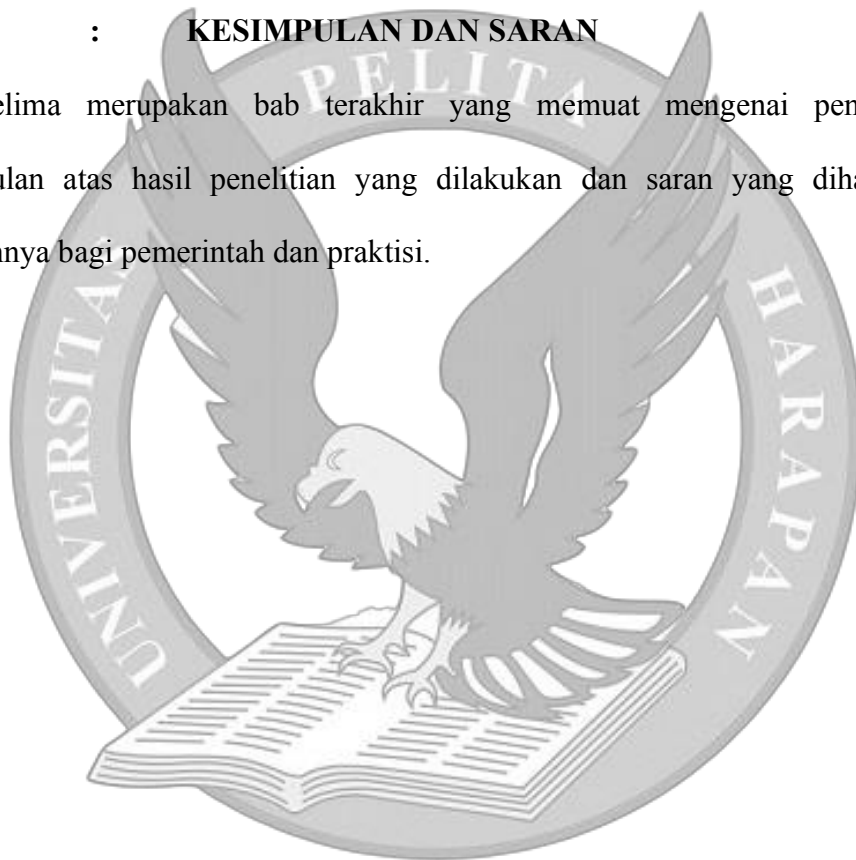 : KESIMPULAN DAN SARAN
elima merupakan bab terakhir yang memuat mengenai pen
ulan atas hasil penelitian yang dilakukan dan saran yang diha
nya bagi pemerintah dan praktisi.
UNIVERSITAS PELITA HARAPAN